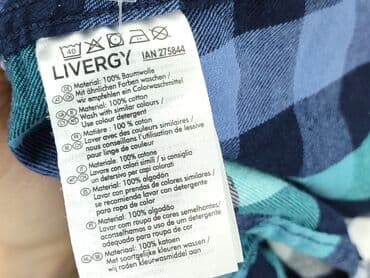 40
LIVERGY IAN 275844
Material: 100% Baumwolle
Mit ähnlichen Farben waschen /
wir empfehlen ein Colorwaschmittel
Material: 100% cotton
Wash with similar colours /
Use colour detergent
Matière : 100% coton
Laver avec des couleurs similaires /
nous conseillons l'utilisation de lessive
pour linge de couleur
Materiale: 100% cotone
Lavare con colori simili / si consiglia
un detersivo per capi colorati
Material: 100% algodón
Lavar con prendas de colores similares /
se recomienda lavar con detergente
para ropa de color
Material: 100% algodão
Lavar com roupa de cores semelhantes/
aconselhamos o uso de um detergente
adequado para roupa de cor
Materiaal: 100% katoen
Met soortgelijke kleuren wassen /
wij raden een kleurwasmiddel aan